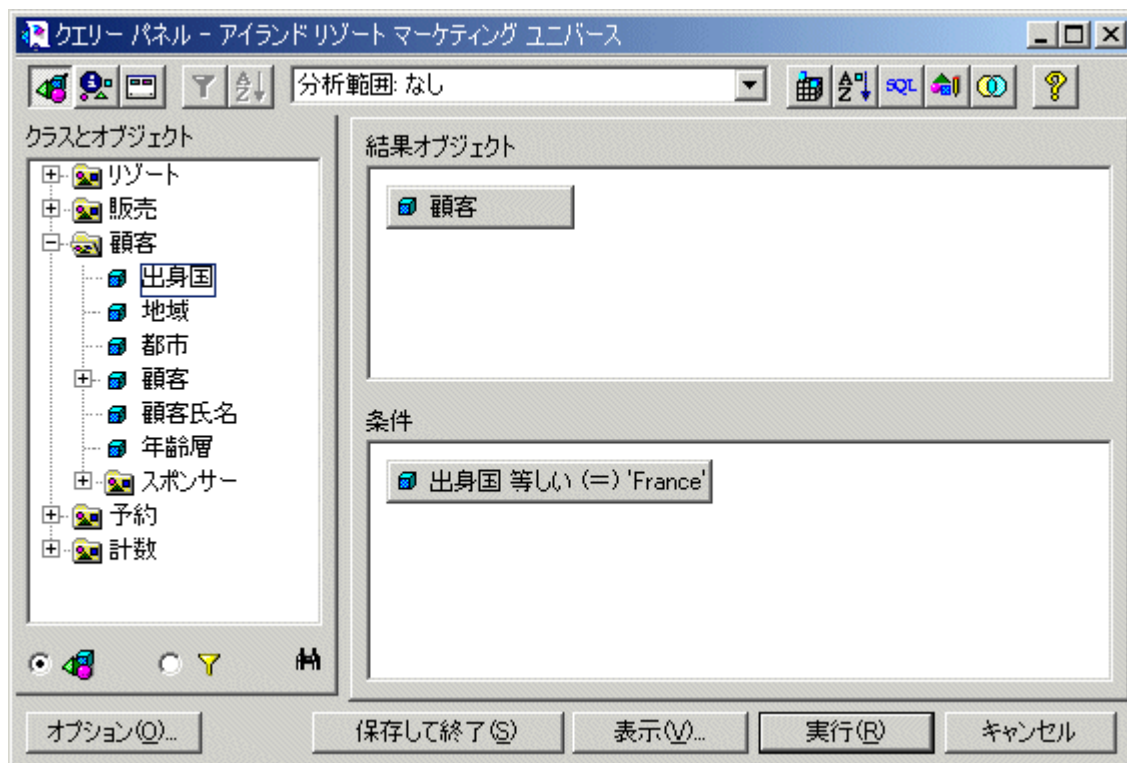 クエリー パネル - アイランド リゾート マーケティング ユニバース
分析範囲: なし
SQL
クラスとオブジェクト
リゾート
販売
顧客
出身国
地域
都市
顧客
顧客氏名
年齢層
スポンサー
予約
計数
結果オブジェクト
顧客
条件
出身国 等しい (=) 'France'
オプション(O)...
保存して終了(S)
表示(V)...
実行(R)
キャンセル